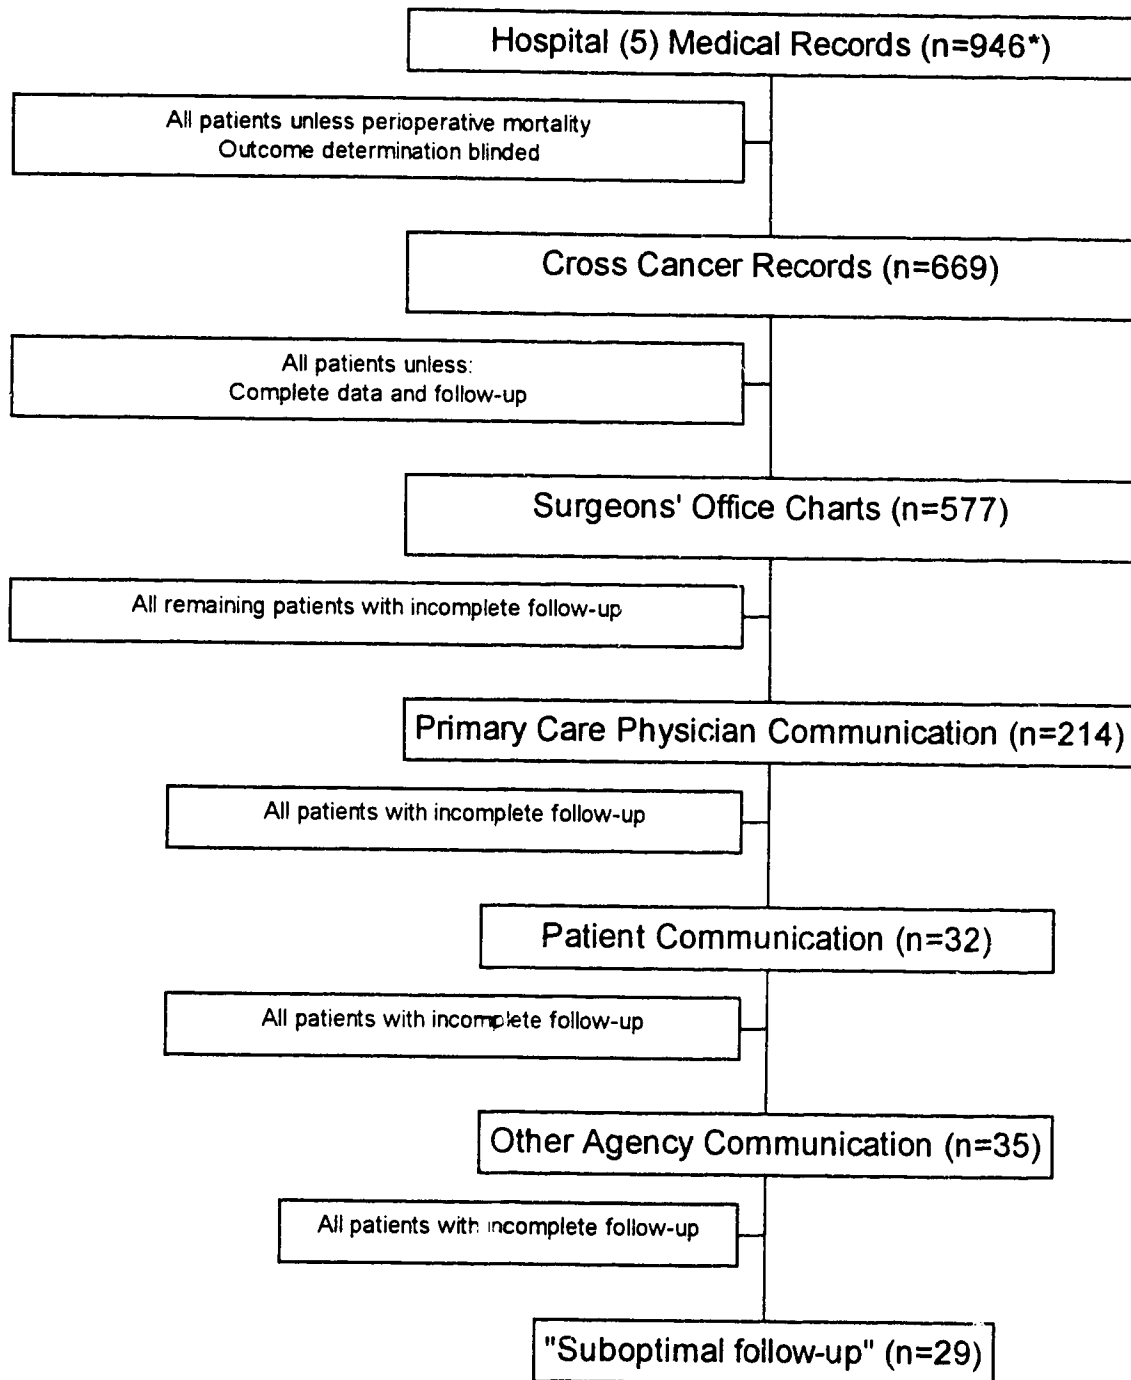 Hospital (5) Medical Records (n=946*)
All patients unless perioperative mortality
Outcome determination blinded
Cross Cancer Records (n=669)
All patients unless:
Complete data and follow-up
Surgeons' Office Charts (n=577)
All remaining patients with incomplete follow-up
Primary Care Physician Communication (n=214)
All patients with incomplete follow-up
Patient Communication (n=32)
All patients with incomplete follow-up
Other Agency Communication (n=35)
All patients with incomplete follow-up
"Suboptimal follow-up" (n=29)